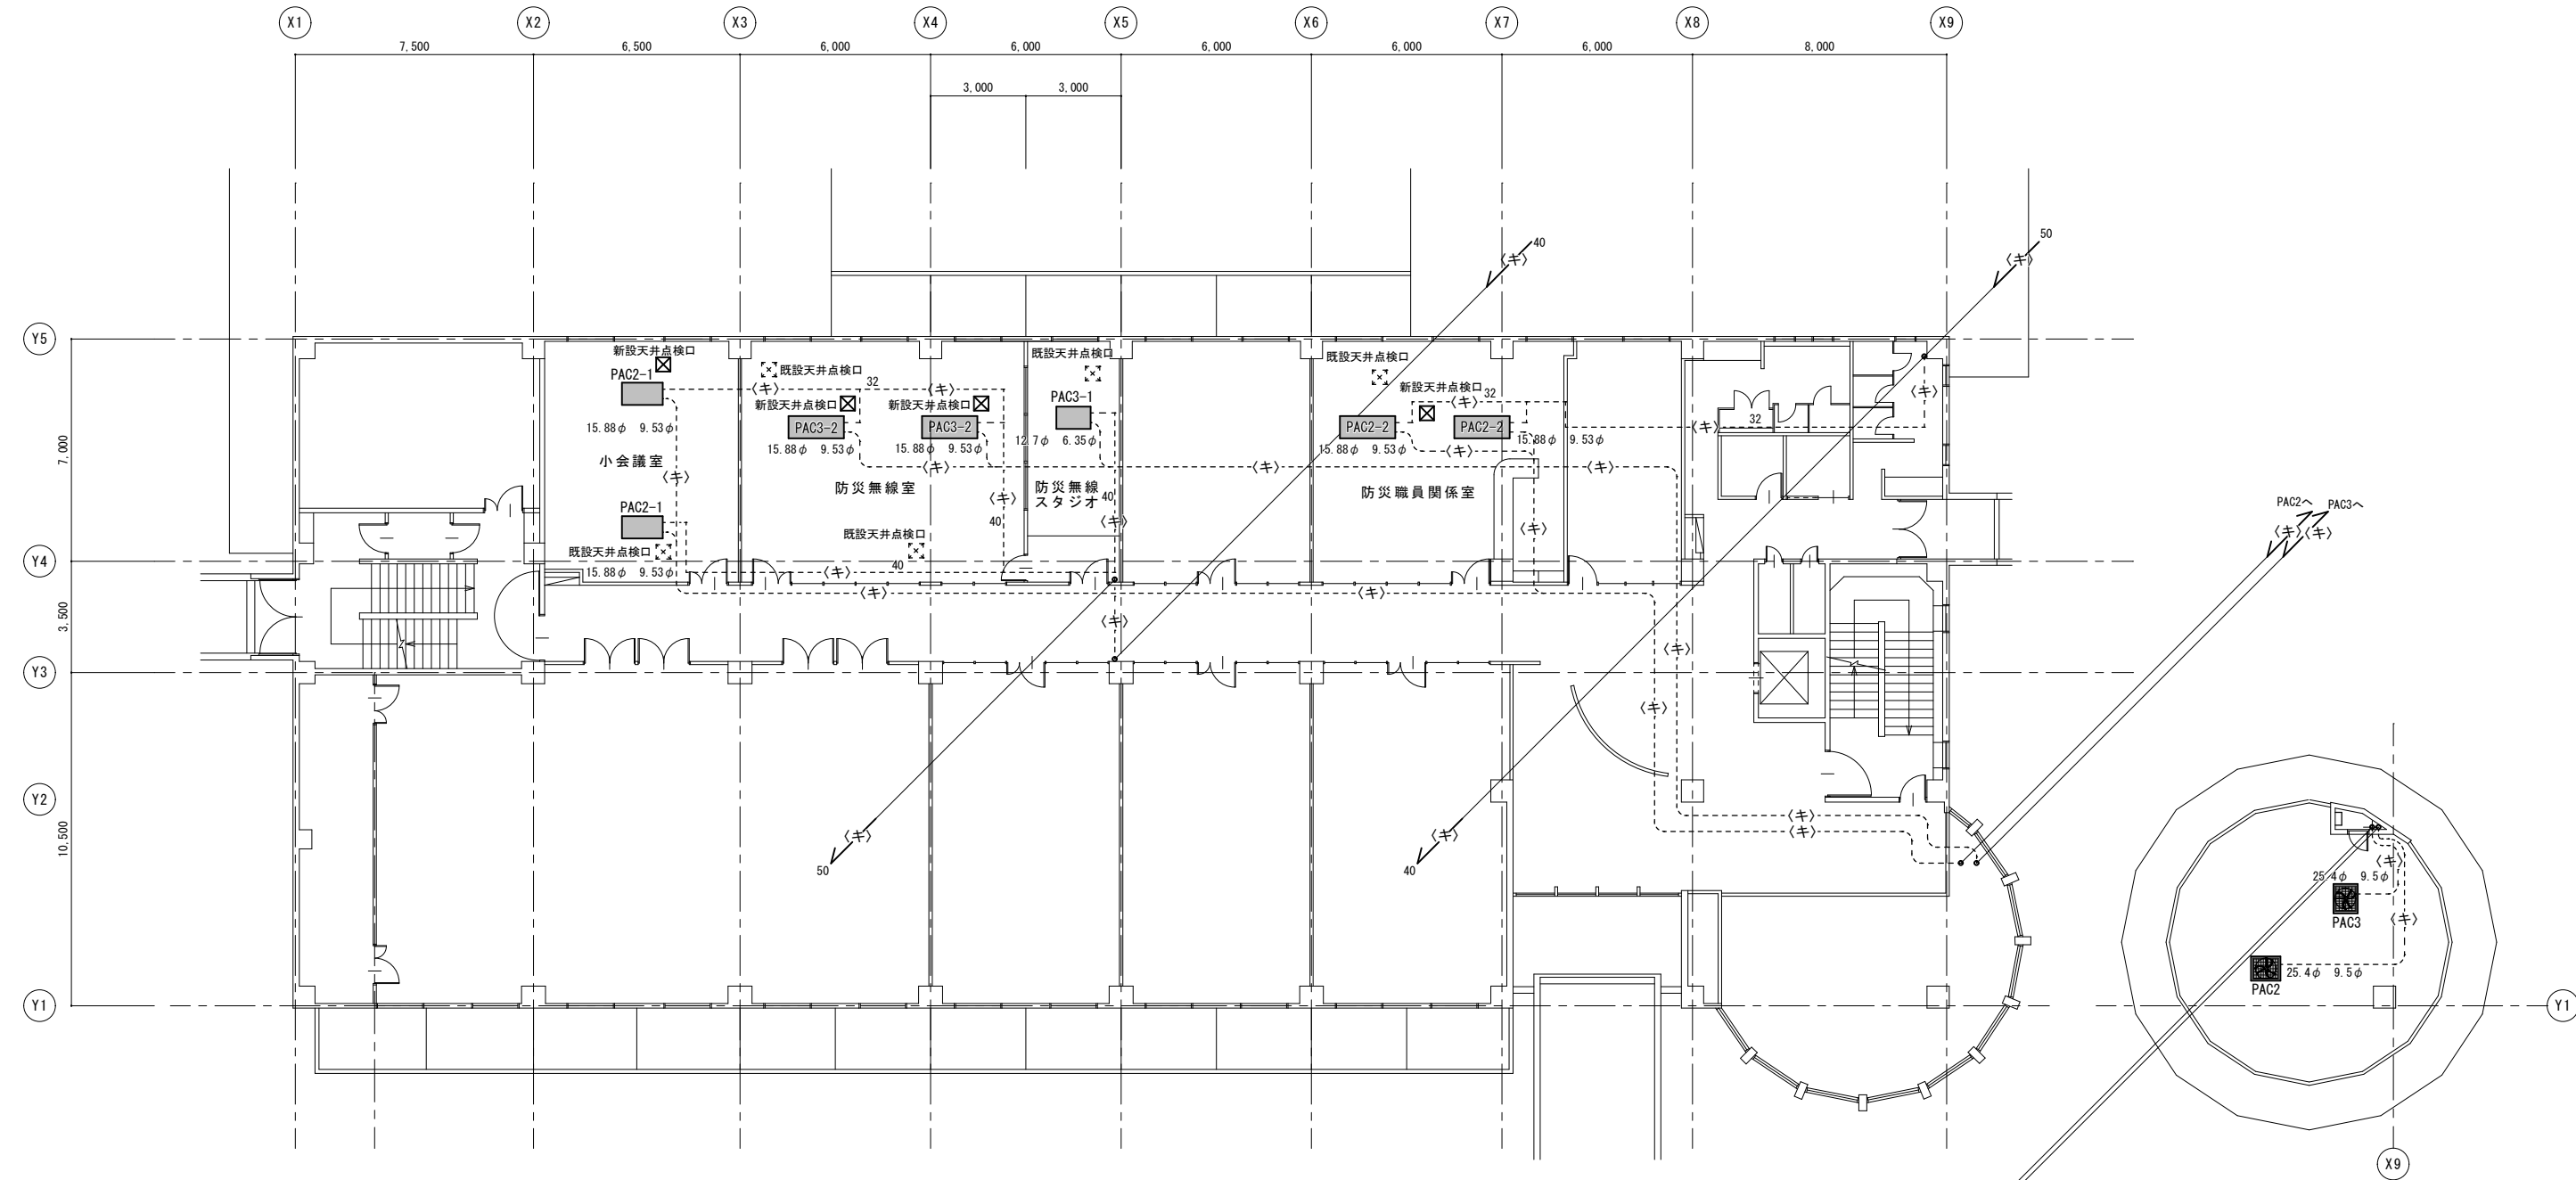 X1
X2
X3
X4
X5
X6
X7
X8
X9
7,500
6,500
6,000
6,000
6,000
6,000
6,000
8,000
3,000
3,000
40
〈キ〉
50
〈キ〉
Y5
新設天井点検口
PAC2-1
15.88φ 9.53φ
小会議室
〈キ〉
PAC2-1
既設天井点検口
15.88φ 9.53φ
既設天井点検口
〈キ〉
32
〈キ〉
新設天井点検口
新設天井点検口
PAC3-2
PAC3-2
15.88φ 9.53φ
15.88φ 9.53φ
〈キ〉
防災無線室
〈キ〉
40
既設天井点検口
〈キ〉
40
既設天井点検口
PAC3-1
12.7φ 6.35φ
防災無線
スタジオ
40
〈キ〉
〈キ〉
既設天井点検口
新設天井点検口
32
〈キ〉
PAC2-2
PAC2-2
15.88φ 9.53φ
15.88φ 9.53φ
〈キ〉
〈キ〉
〈キ〉
防災職員関係室
〈キ〉
32
〈キ〉
〈キ〉
7,000
Y4
3,500
〈キ〉
〈キ〉
〈キ〉
〈キ〉
〈キ〉
Y3
Y2
10,500
〈キ〉
50
〈キ〉
40
〈キ〉
〈キ〉
PAC2へ
PAC3へ
〈キ〉
〈キ〉
〈キ〉
25.4φ 9.5φ
PAC3
〈キ〉
25.4φ 9.5φ
PAC2
Y1
Y1
X9